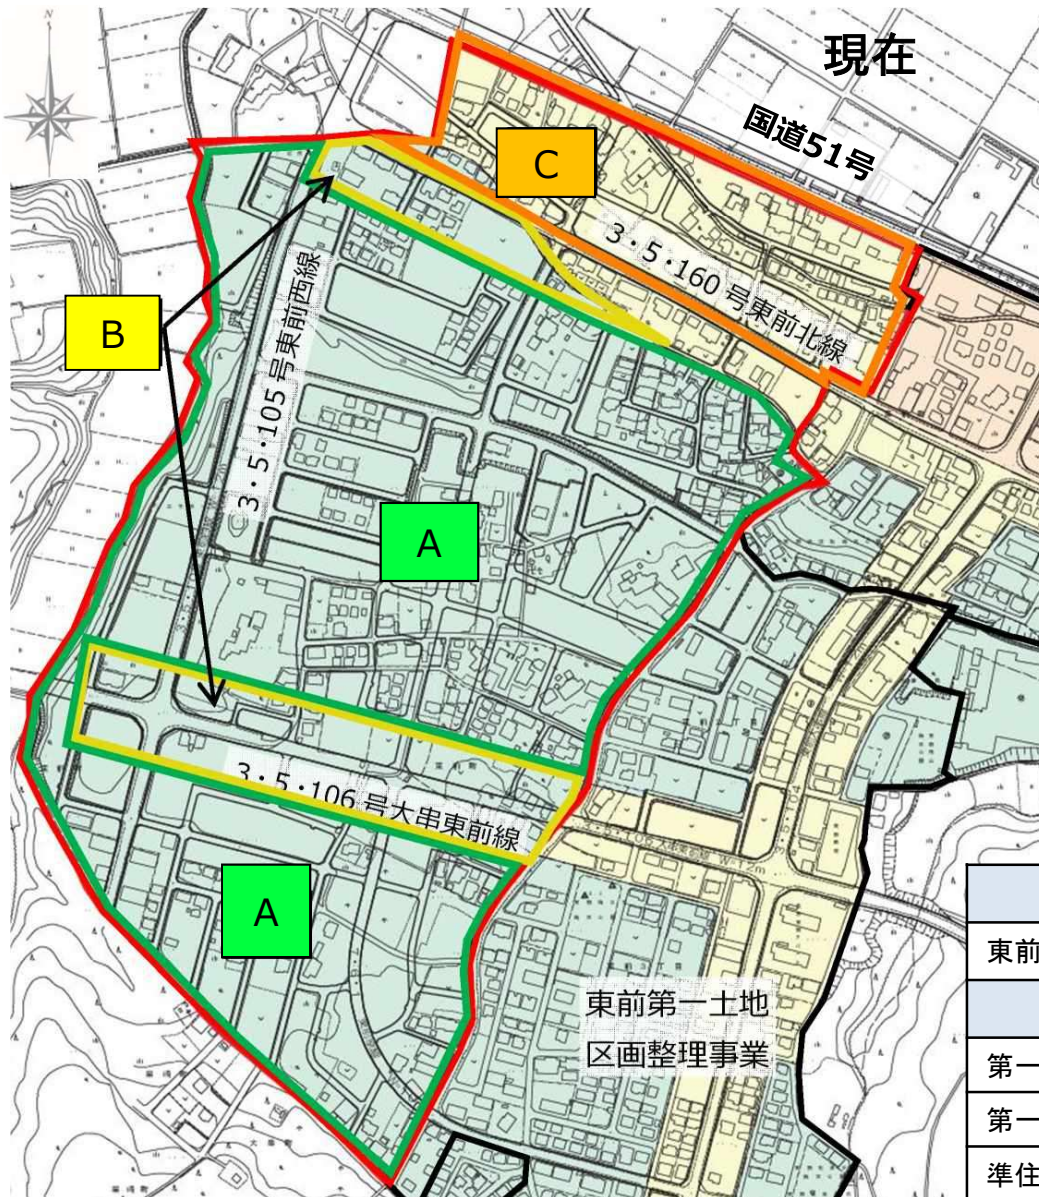 現在
N
国道51号
C
3・5・160号東前北線
B
3・5・105号東前西線
A
3・5・106号大串東前線
A
東前第一土地
区画整理事業
東前
第一
第一
準住